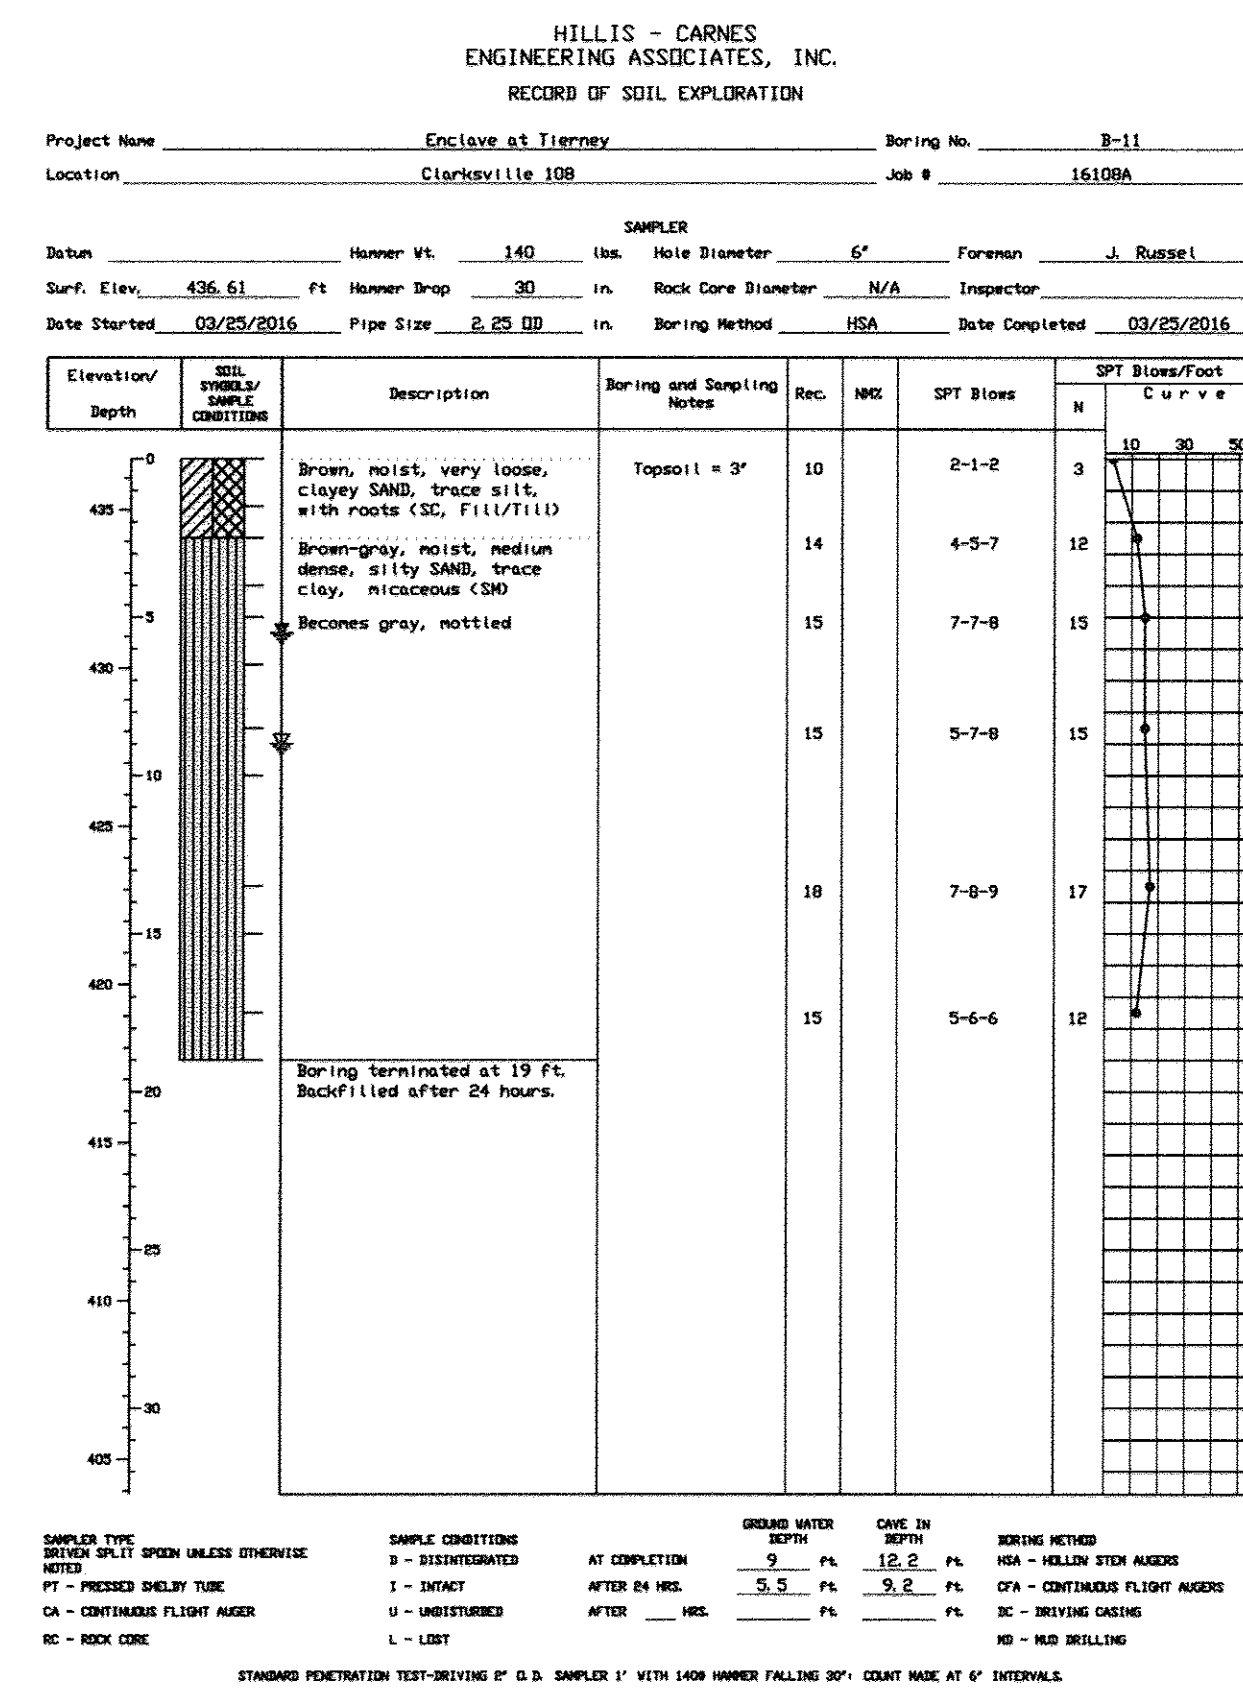 HILLIS - CARNES
ENGINEERING ASSOCIATES, INC.
RECORD OF SOIL EXPLORATION
Project Name Enclave at Tierney Boring No. B-11
Location Clarksville 108 Job # 16108A
SAMPLER
Datum Hammer Wt. 140 lbs. Hole Diameter 6" Foreman J. Russel
Surf. Elev. 436.61 ft Hammer Drop 30 in. Rock Core Diameter N/A Inspector
Date Started 03/25/2016 Pipe Size 2.25 OD in. Boring Method HSA Date Completed 03/25/2016
Elevation/ Depth
SOIL SYMBOLS/ SAMPLE CONDITIONS
Description
Boring and Sampling Notes
Rec.
NM%
SPT Blows
SPT Blows/Foot
N
Curve
10 30 50
0
Brown, moist, very loose, Topsoil = 3" 10 2-1-2 3
clayey SAND, trace silt,
435 with roots (SC, Fill/Till)
Brown-gray, moist, medium 14 4-5-7 12
dense, silty SAND, trace
clay, micaceous (SM)
5 Becomes gray, mottled 15 7-7-8 15
430
15 5-7-8 15
10
425
18 7-8-9 17
15
420
15 5-6-6 12
Boring terminated at 19 ft.
20 Backfilled after 24 hours.
415
25
410
30
405
SAMPLER TYPE
DRIVEN SPLIT SPOON UNLESS OTHERWISE
NOTED
PT - PRESSED SHELBY TUBE
CA - CONTINUOUS FLIGHT AUGER
RC - ROCK CORE
SAMPLE CONDITIONS
D - DISINTEGRATED
I - INTACT
U - UNDISTURBED
L - LOST
GROUND WATER DEPTH CAVE IN DEPTH
AT COMPLETION 9 ft. 12.2 ft.
AFTER 24 HRS. 5.5 ft. 9.2 ft.
AFTER ___ HRS. ft. ft.
BORING METHOD
HSA - HOLLOW STEM AUGERS
CFA - CONTINUOUS FLIGHT AUGERS
DC - DRIVING CASING
MD - MUD DRILLING
STANDARD PENETRATION TEST-DRIVING 2" O.D. SAMPLER 1' WITH 140# HAMMER FALLING 30"; COUNT MADE AT 6" INTERVALS.